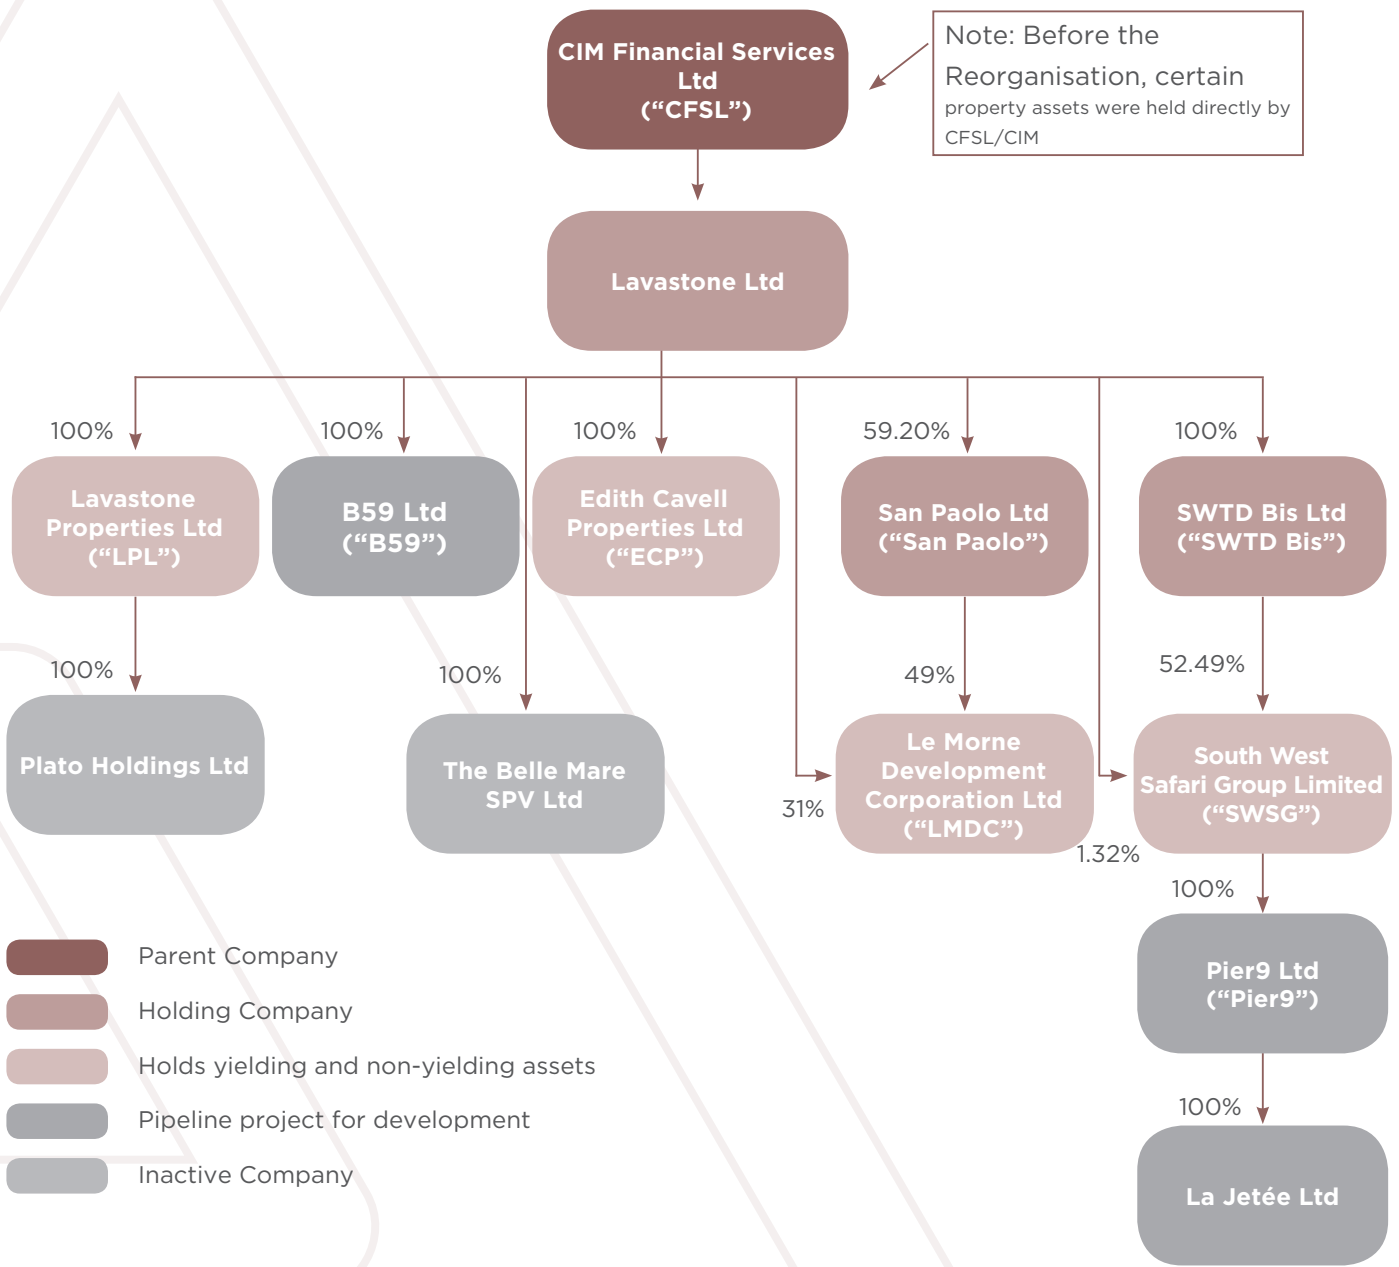 CIM Financial Services
Ltd
(“CFSL”)
Note: Before the
Reorganisation, certain
property assets were held directly by
CFSL/CIM
Lavastone Ltd
100%
100%
100%
59.20%
100%
Lavastone
Properties Ltd
(“LPL”)
B59 Ltd
(“B59”)
Edith Cavell
Properties Ltd
(“ECP”)
San Paolo Ltd
(“San Paolo”)
SWTD Bis Ltd
(“SWTD Bis”)
100%
100%
49%
52.49%
Plato Holdings Ltd
The Belle Mare
SPV Ltd
31%
Le Morne
Development
Corporation Ltd
(“LMDC”)
1.32%
South West
Safari Group Limited
(“SWSG”)
100%
Pier9 Ltd
(“Pier9”)
100%
La Jetée Ltd
Parent Company
Holding Company
Holds yielding and non-yielding assets
Pipeline project for development
Inactive Company